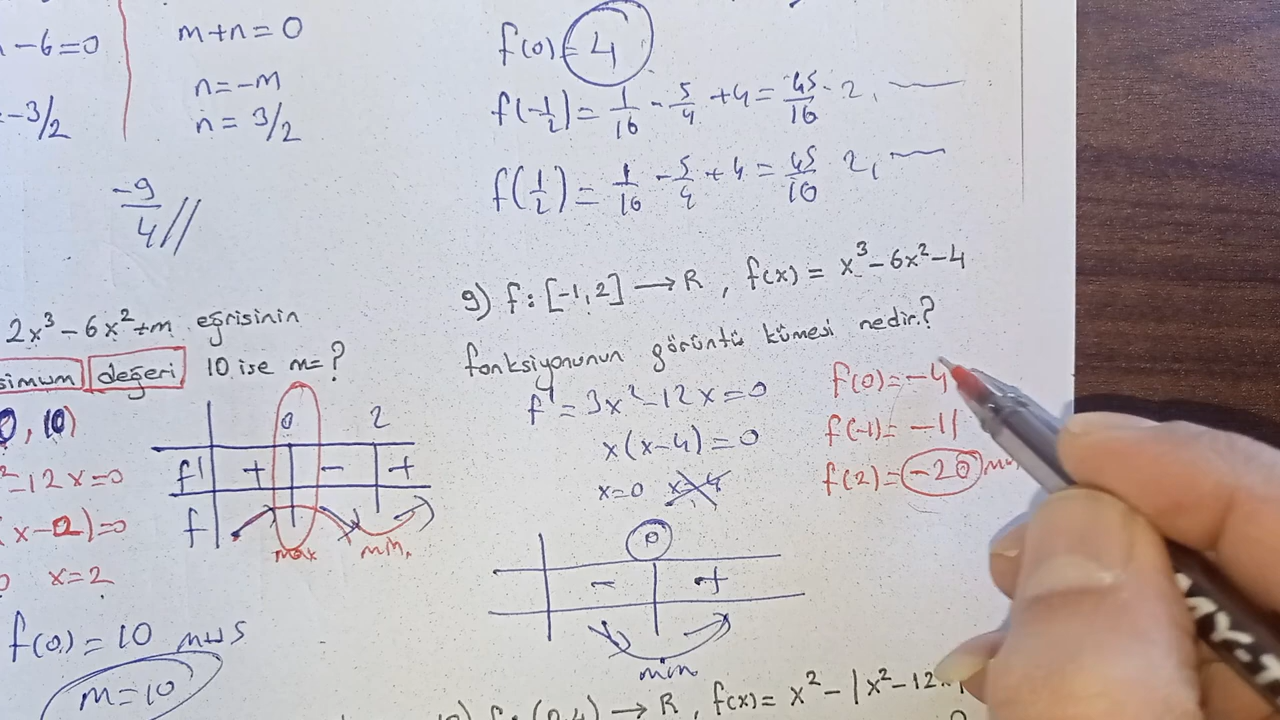 -6=0
-3/2
m+n=0
n=-m
n=3/2
-9/4 //
2x³-6x²+m eğrisinin
değeri 10 ise m=?
0, 10)
0 2
f' + - +
f
max min.
-12x=0
x-2)=0
x=2
f(0)=10
m=10
f(0)=4
f(-1/2)=1/16-5/4+4=45/16 2,
f(1/2)=1/16-5/4+4=45/16 2,
9) f:[-1,2]→R, f(x)=x³-6x²-4
fonksiyonunun görüntü kümesi nedir?
f'=3x²-12x=0
x(x-4)=0
x=0 x=4
f(0)=-4
f(-1)=-11
f(2)=-20
0
- +
min
→R, f(x)=x²-|x²-12